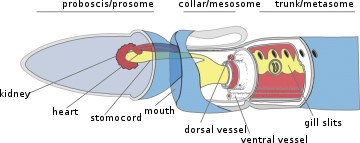 proboscis/prosome
collar/mesosome
trunk/metasome
kidney
heart
stomocord
mouth
dorsal vessel
ventral vessel
gill slits